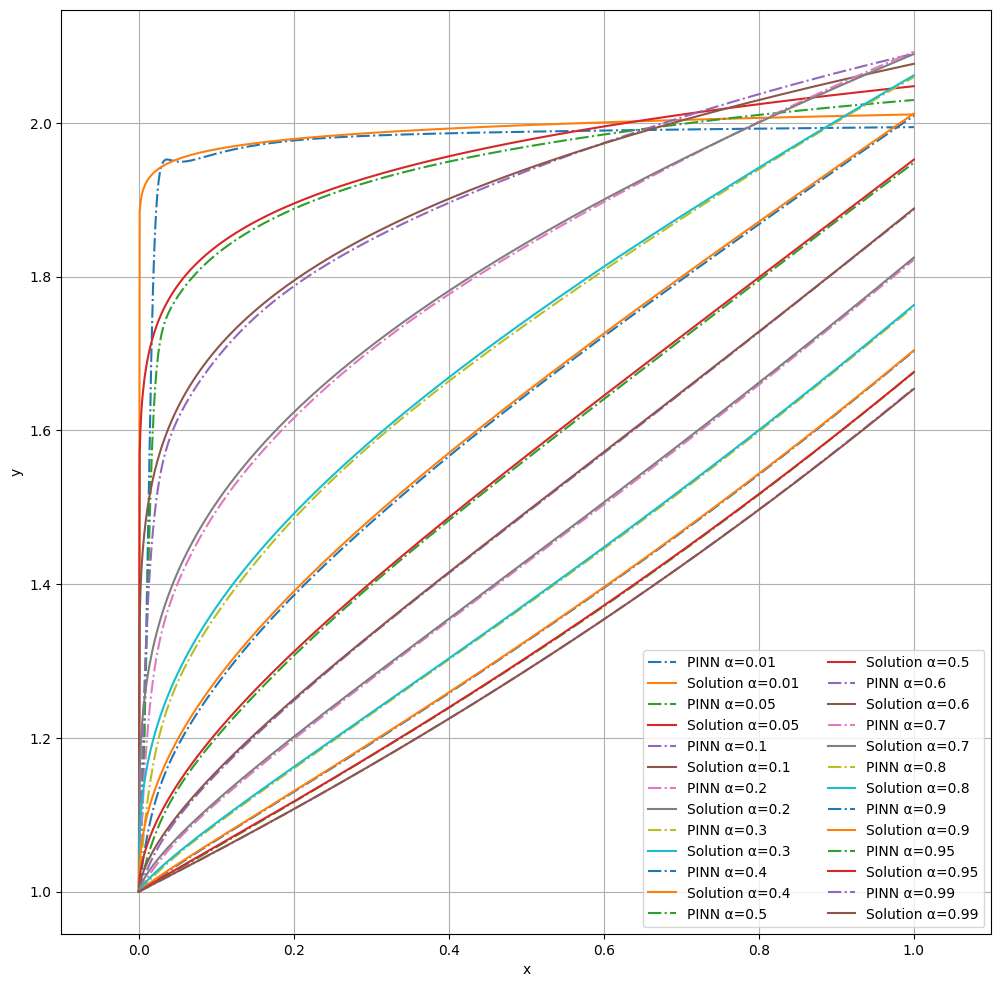 y
2.0
1.8
1.6
1.4
1.2
1.0
PINN α=0.01
Solution α=0.01
PINN α=0.05
Solution α=0.05
PINN α=0.1
Solution α=0.1
PINN α=0.2
Solution α=0.2
PINN α=0.3
Solution α=0.3
PINN α=0.4
Solution α=0.4
PINN α=0.5
Solution α=0.5
PINN α=0.6
Solution α=0.6
PINN α=0.7
Solution α=0.7
PINN α=0.8
Solution α=0.8
PINN α=0.9
Solution α=0.9
PINN α=0.95
Solution α=0.95
PINN α=0.99
Solution α=0.99
0.0 0.2 0.4 0.6 0.8 1.0
x